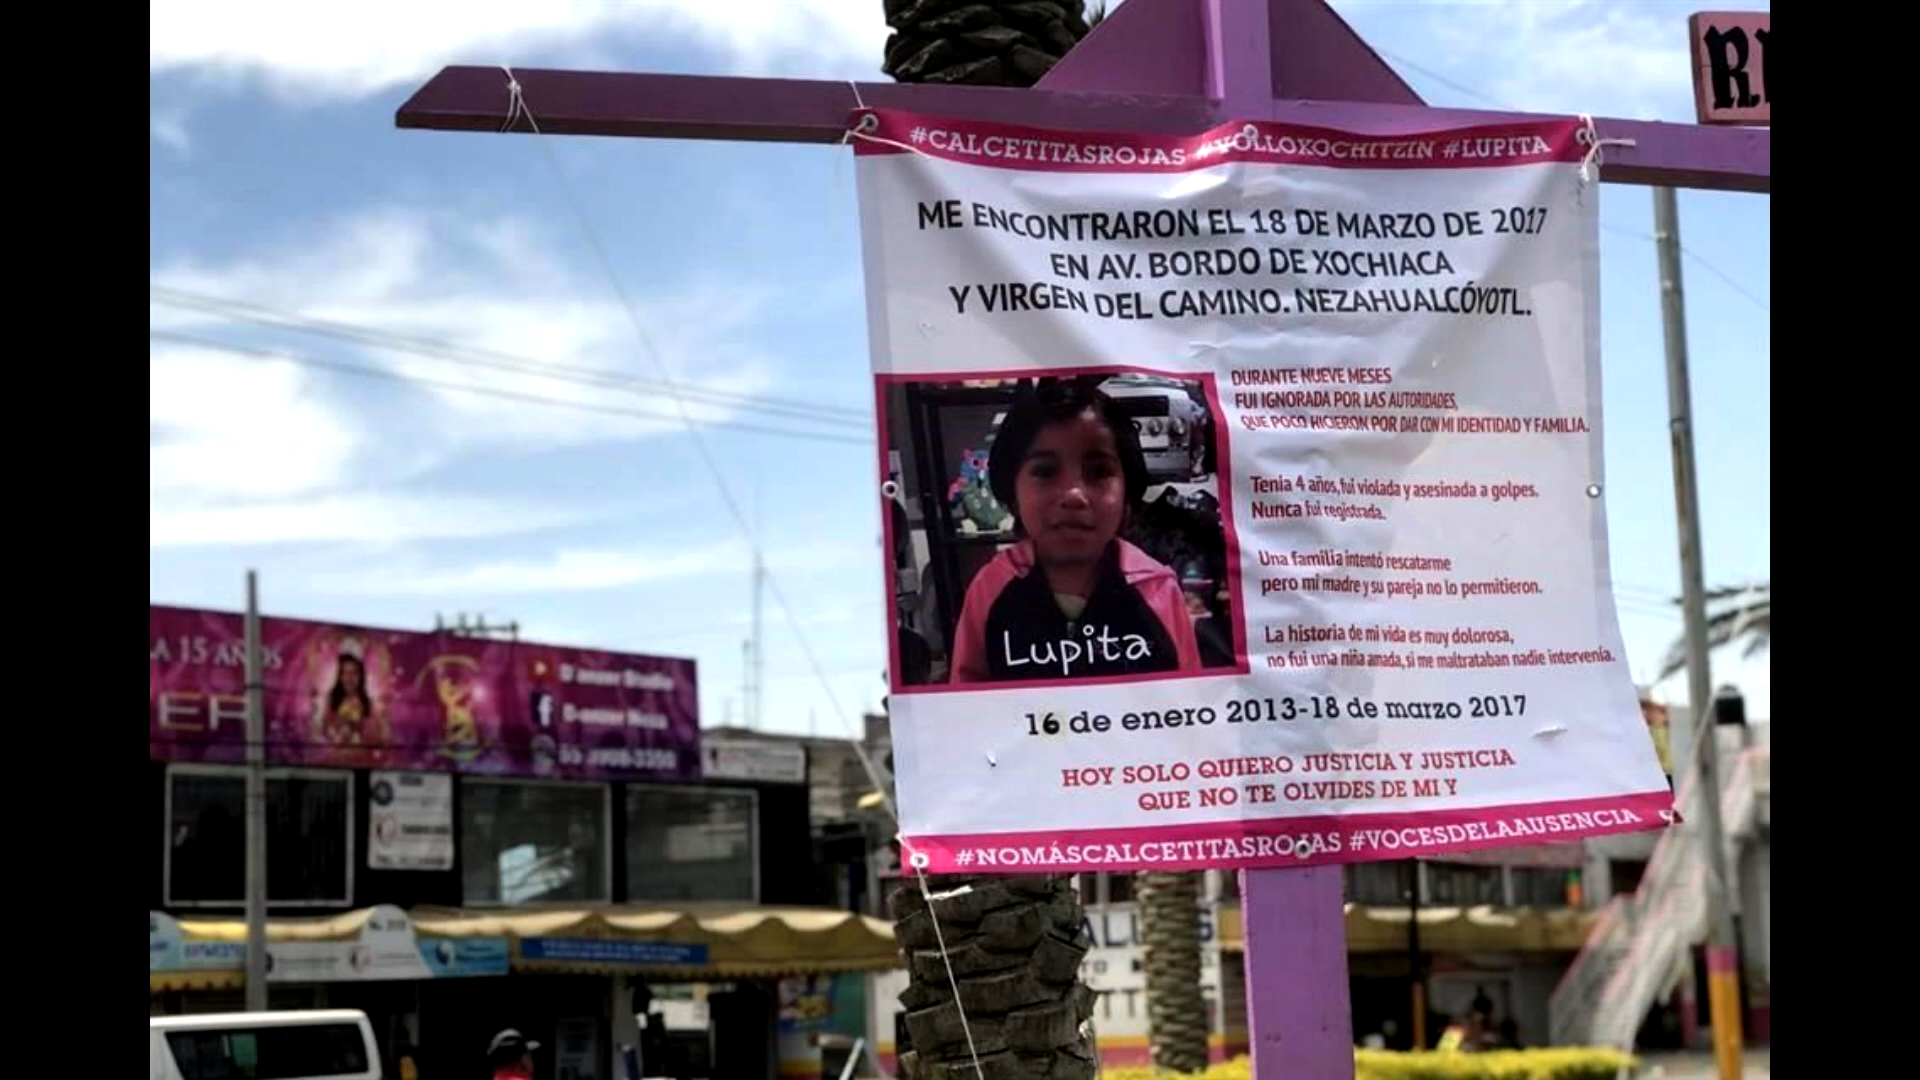 #CALCETITASROJAS #YOLLOXOCHITZIN #LUPITA
ME ENCONTRARON EL 18 DE MARZO DE 2017
EN AV. BORDO DE XOCHIACA
Y VIRGEN DEL CAMINO. NEZAHUALCÓYOTL.
DURANTE NUEVE MESES
FUI IGNORADA POR LAS AUTORIDADES,
QUE POCO HICIERON POR DAR CON MI IDENTIDAD Y FAMILIA.
Tenia 4 años, fui violada y asesinada a golpes.
Nunca fui registrada.
Una familia intentó rescatarme
pero mi madre y su pareja no lo permitieron.
La historia de mi vida es muy dolorosa,
no fui una niña amada, si me maltrataban nadie intervenía.
Lupita
16 de enero 2013-18 de marzo 2017
HOY SOLO QUIERO JUSTICIA Y JUSTICIA
QUE NO TE OLVIDES DE MI Y
#NOMÁSCALCETITASROJAS #VOCESDELAAUSENCIA
A 15 AÑOS
ER